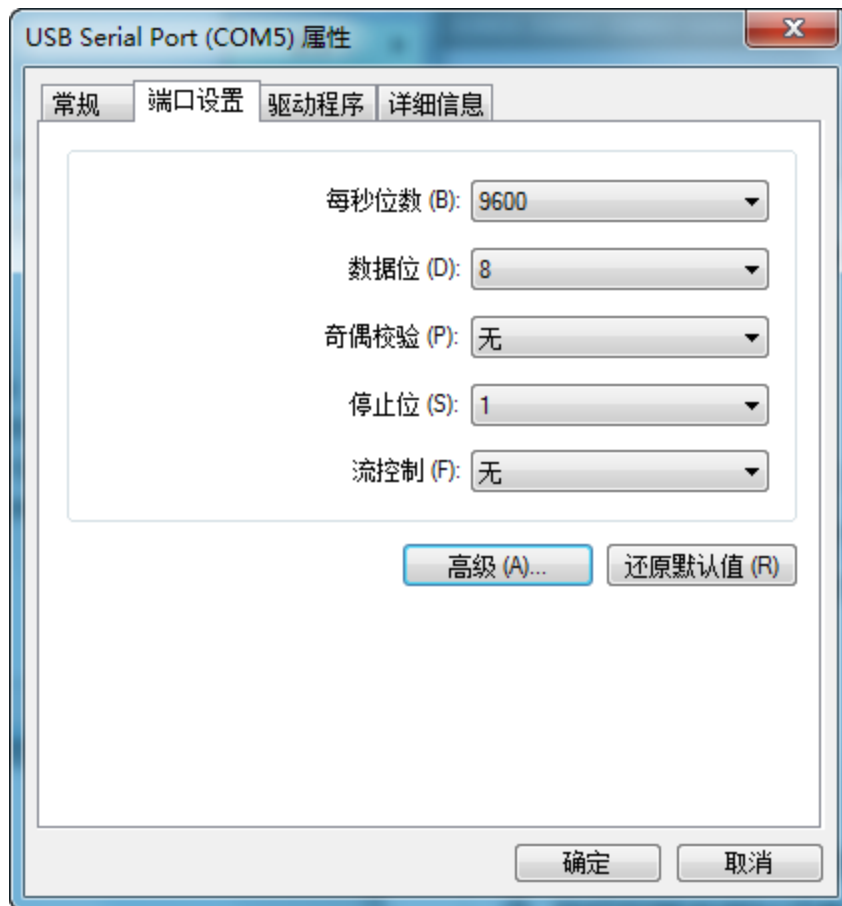 USB Serial Port (COM5) 属性
常规 端口设置 驱动程序 详细信息
每秒位数 (B): 9600
数据位 (D): 8
奇偶校验 (P): 无
停止位 (S): 1
流控制 (F): 无
高级 (A)... 还原默认值 (R)
确定 取消